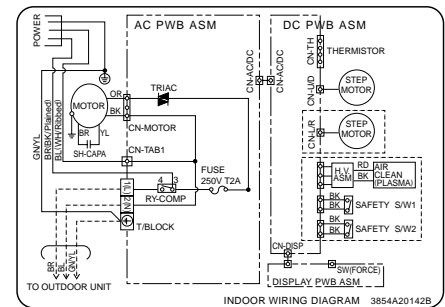 AC PWB ASM
DC PWB ASM
POWER
CN-TH
THERMISTOR
TRIAC
CN-AC/DC
CN-AC/DC
OR
MOTOR
BK
CN-U/D
STEP
MOTOR
GN/YL
BR(BK/Plained)
BL(WH/Ribbed)
BR
YL
SH-CAPA
CN-MOTOR
CN-L/R
STEP
MOTOR
CN-TAB1
FUSE
250V T2A
4
3
RY-COMP
1(L)
2(N)
T/BLOCK
H.V.
ASM
RD
BK
AIR
CLEAN
(PLASMA)
BK
BK
SAFETY S/W1
BK
BK
SAFETY S/W2
CN-DISP
SW(FORCE)
DISPLAY PWB ASM
BR
BL
GN/YL
TO OUTDOOR UNIT
INDOOR WIRING DIAGRAM 3854A20142B